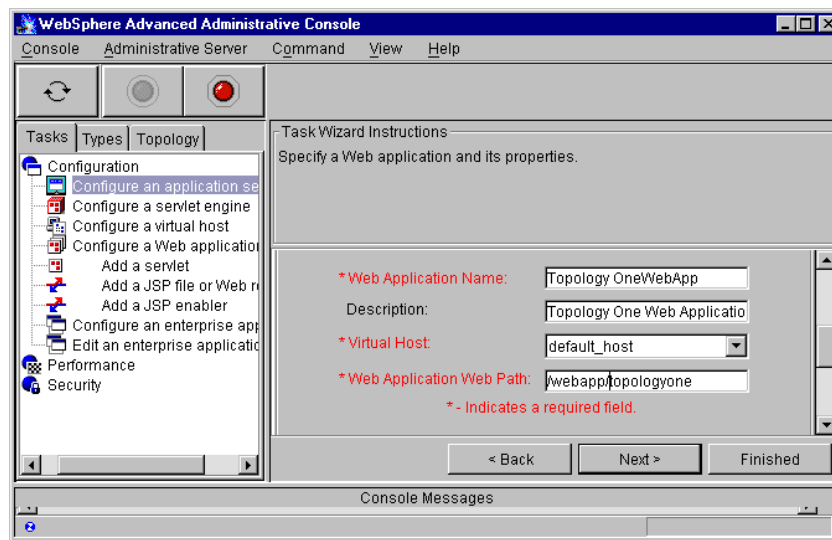 WebSphere Advanced Administrative Console
Console Administrative Server Command View Help
Tasks Types Topology
Configuration
Configure an application se
Configure a servlet engine
Configure a virtual host
Configure a Web application
Add a servlet
Add a JSP file or Web r
Add a JSP enabler
Configure an enterprise app
Edit an enterprise applicatio
Performance
Security
Task Wizard Instructions
Specify a Web application and its properties.
* Web Application Name: Topology OneWebApp
Description: Topology One Web Applicatio
* Virtual Host: default_host
* Web Application Web Path: /webapp/topologyone
* - Indicates a required field.
< Back Next > Finished
Console Messages